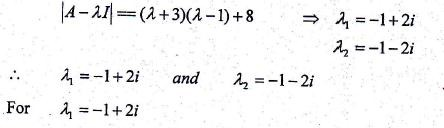 |A − λI| == (λ+3)(λ−1)+8 ⇒ λ₁ = −1+2i
λ₂ = −1−2i
∴ λ₁ = −1+2i and λ₂ = −1−2i
For λ₁ = −1+2i